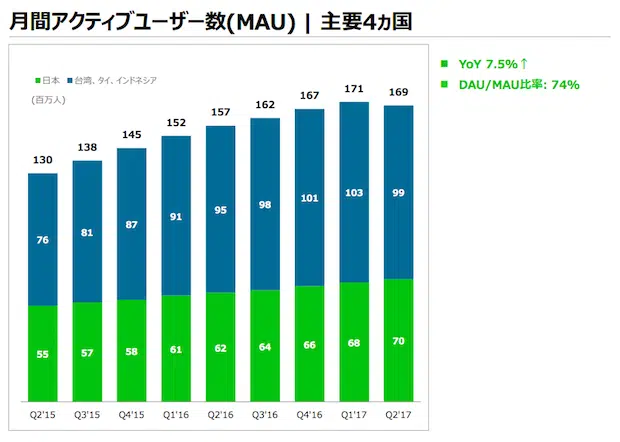 月間アクティブユーザー数(MAU) | 主要4ヵ国
■ 日本 ■ 台湾、タイ、インドネシア
(百万人)
130 138 145 152 157 162 167 171 169
76 81 87 91 95 98 101 103 99
55 57 58 61 62 64 66 68 70
Q2'15 Q3'15 Q4'15 Q1'16 Q2'16 Q3'16 Q4'16 Q1'17 Q2'17
■ YoY 7.5%↑
■ DAU/MAU比率: 74%